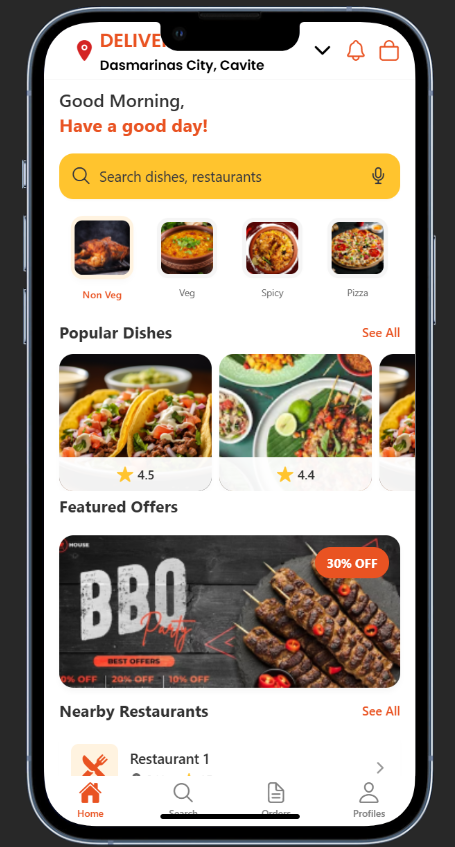 DELIVER
Dasmarinas City, Cavite
Good Morning,
Have a good day!
Search dishes, restaurants
Non Veg
Veg
Spicy
Pizza
Popular Dishes
See All
4.5
4.4
Featured Offers
HOUSE
30% OFF
BBQ
Party
BEST OFFERS
0% OFF
20% OFF
10% OFF
Nearby Restaurants
See All
Restaurant 1
Home
Search
Orders
Profiles